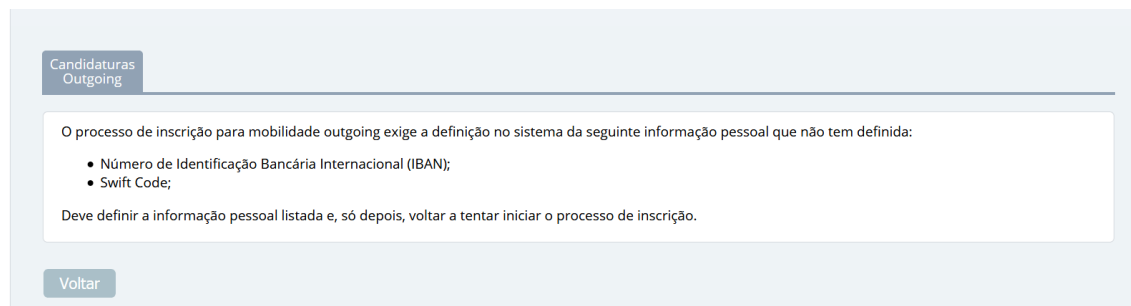 Candidaturas
Outgoing
O processo de inscrição para mobilidade outgoing exige a definição no sistema da seguinte informação pessoal que não tem definida:
• Número de Identificação Bancária Internacional (IBAN);
• Swift Code;
Deve definir a informação pessoal listada e, só depois, voltar a tentar iniciar o processo de inscrição.
Voltar